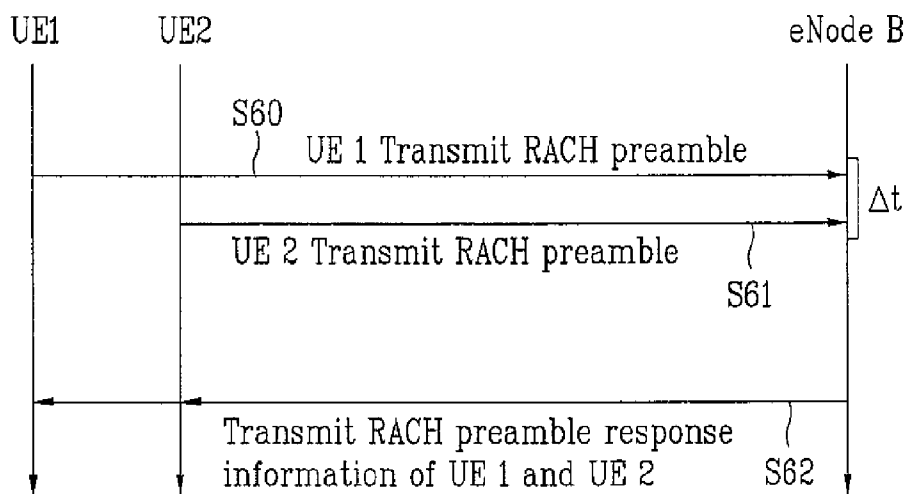 UE1
UE2
eNode B
S60
UE 1 Transmit RACH preamble
Δt
UE 2 Transmit RACH preamble
S61
Transmit RACH preamble response
information of UE 1 and UE 2
S62